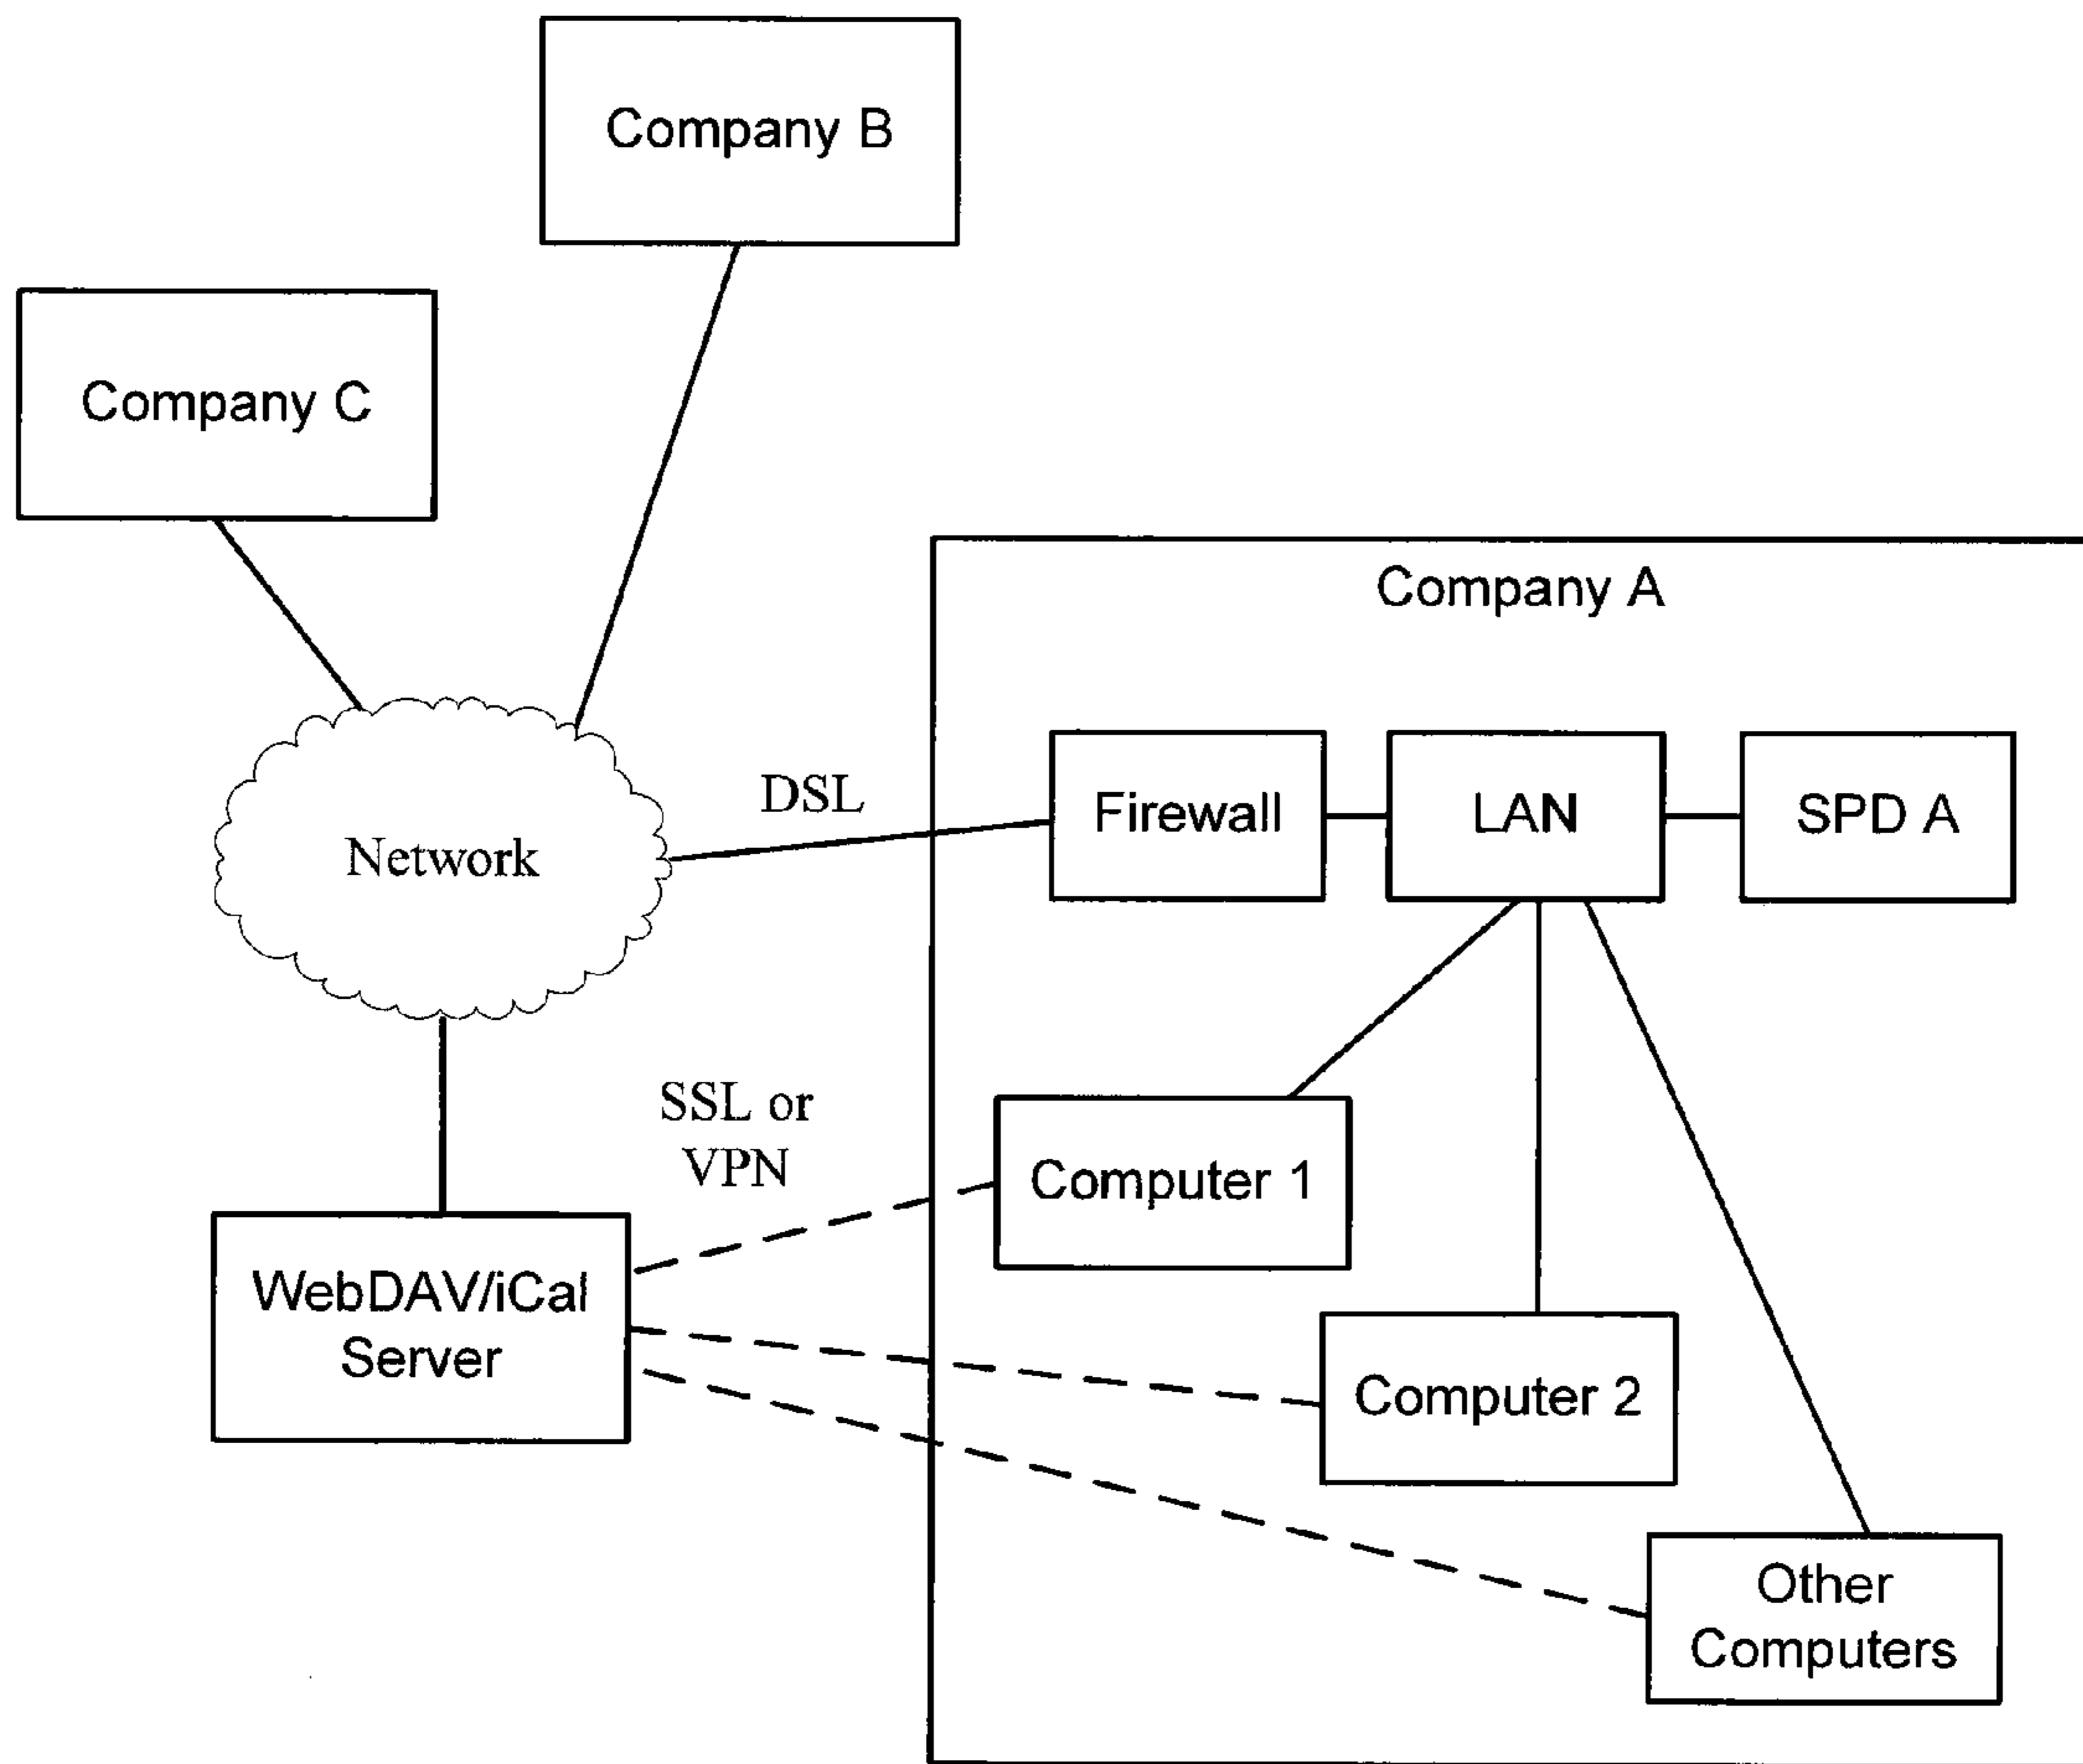 Company B
Company C
Company A
DSL
Firewall
LAN
SPD A
Network
SSL or
VPN
Computer 1
WebDAV/iCal
Server
Computer 2
Other
Computers